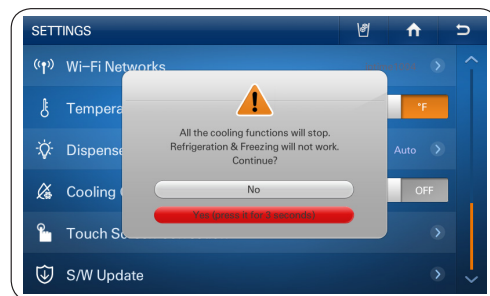 SETTINGS
Wi-Fi Networks
Tempera
°F
Dispense
Auto
Cooling
OFF
Touch Sc
S/W Update
All the cooling functions will stop.
Refrigeration & Freezing will not work.
Continue?
No
Yes (press it for 3 seconds)